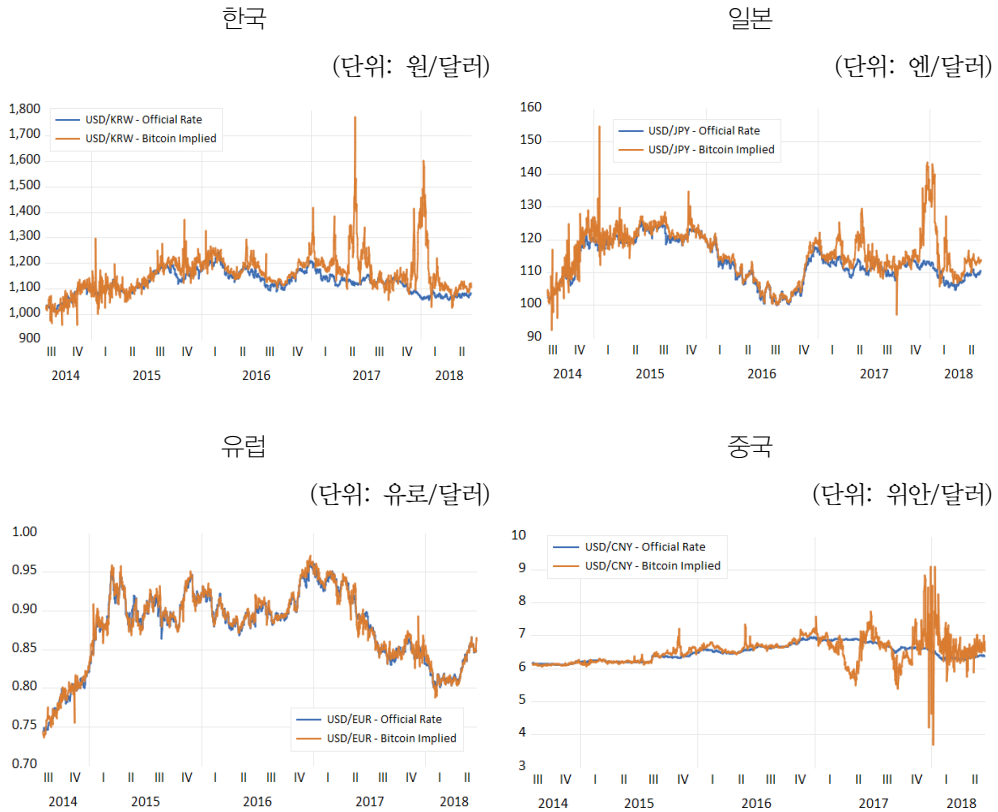 한국
(단위: 원/달러)
1,800
1,700
1,600
1,500
1,400
1,300
1,200
1,100
1,000
900
USD/KRW - Official Rate
USD/KRW - Bitcoin Implied
III IV I II III IV I II III IV I II III IV I II
2014 2015 2016 2017 2018
일본
(단위: 엔/달러)
160
150
140
130
120
110
100
90
USD/JPY - Official Rate
USD/JPY - Bitcoin Implied
III IV I II III IV I II III IV I II III IV I II
2014 2015 2016 2017 2018
유럽
(단위: 유로/달러)
1.00
0.95
0.90
0.85
0.80
0.75
0.70
USD/EUR - Official Rate
USD/EUR - Bitcoin Implied
III IV I II III IV I II III IV I II III IV I II
2014 2015 2016 2017 2018
중국
(단위: 위안/달러)
10
9
8
7
6
5
4
3
USD/CNY - Official Rate
USD/CNY - Bitcoin Implied
III IV I II III IV I II III IV I II III IV I II
2014 2015 2016 2017 2018